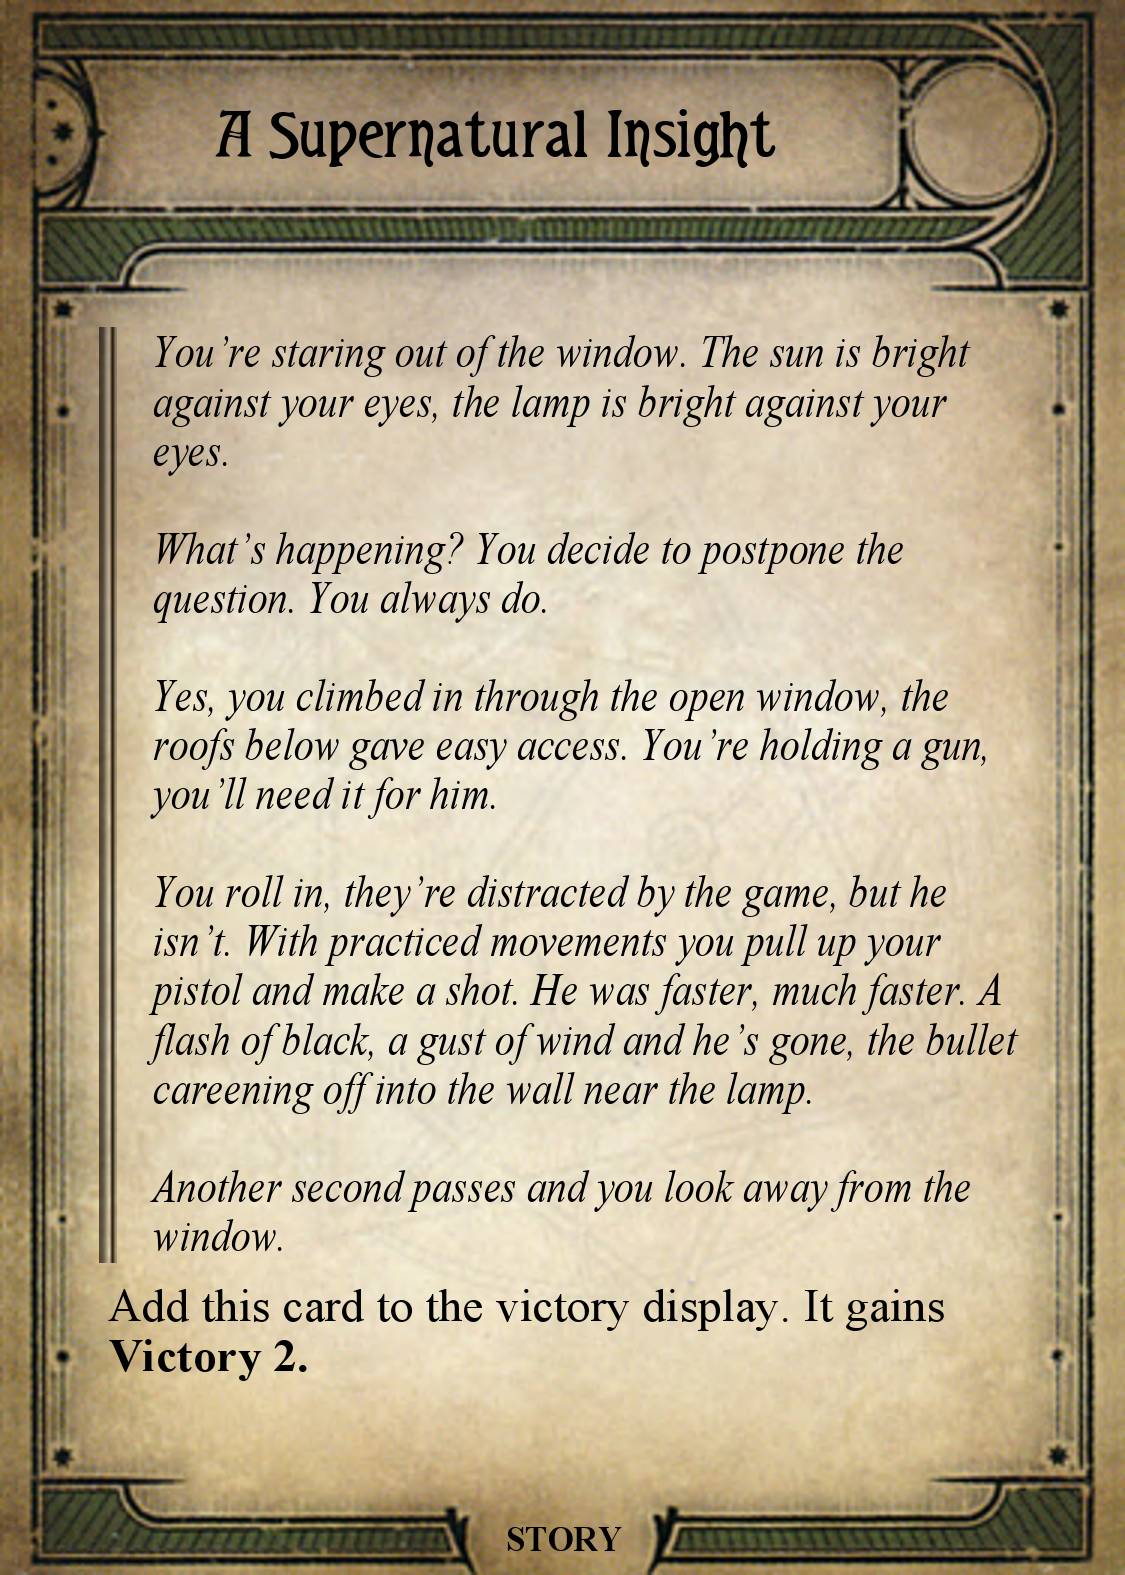 A Supernatural Insight
You’re staring out of the window. The sun is bright
against your eyes, the lamp is bright against your
eyes.
What’s happening? You decide to postpone the
question. You always do.
Yes, you climbed in through the open window, the
roofs below gave easy access. You’re holding a gun,
you’ll need it for him.
You roll in, they’re distracted by the game, but he
isn’t. With practiced movements you pull up your
pistol and make a shot. He was faster, much faster. A
flash of black, a gust of wind and he’s gone, the bullet
careening off into the wall near the lamp.
Another second passes and you look away from the
window.
Add this card to the victory display. It gains
Victory 2.
STORY